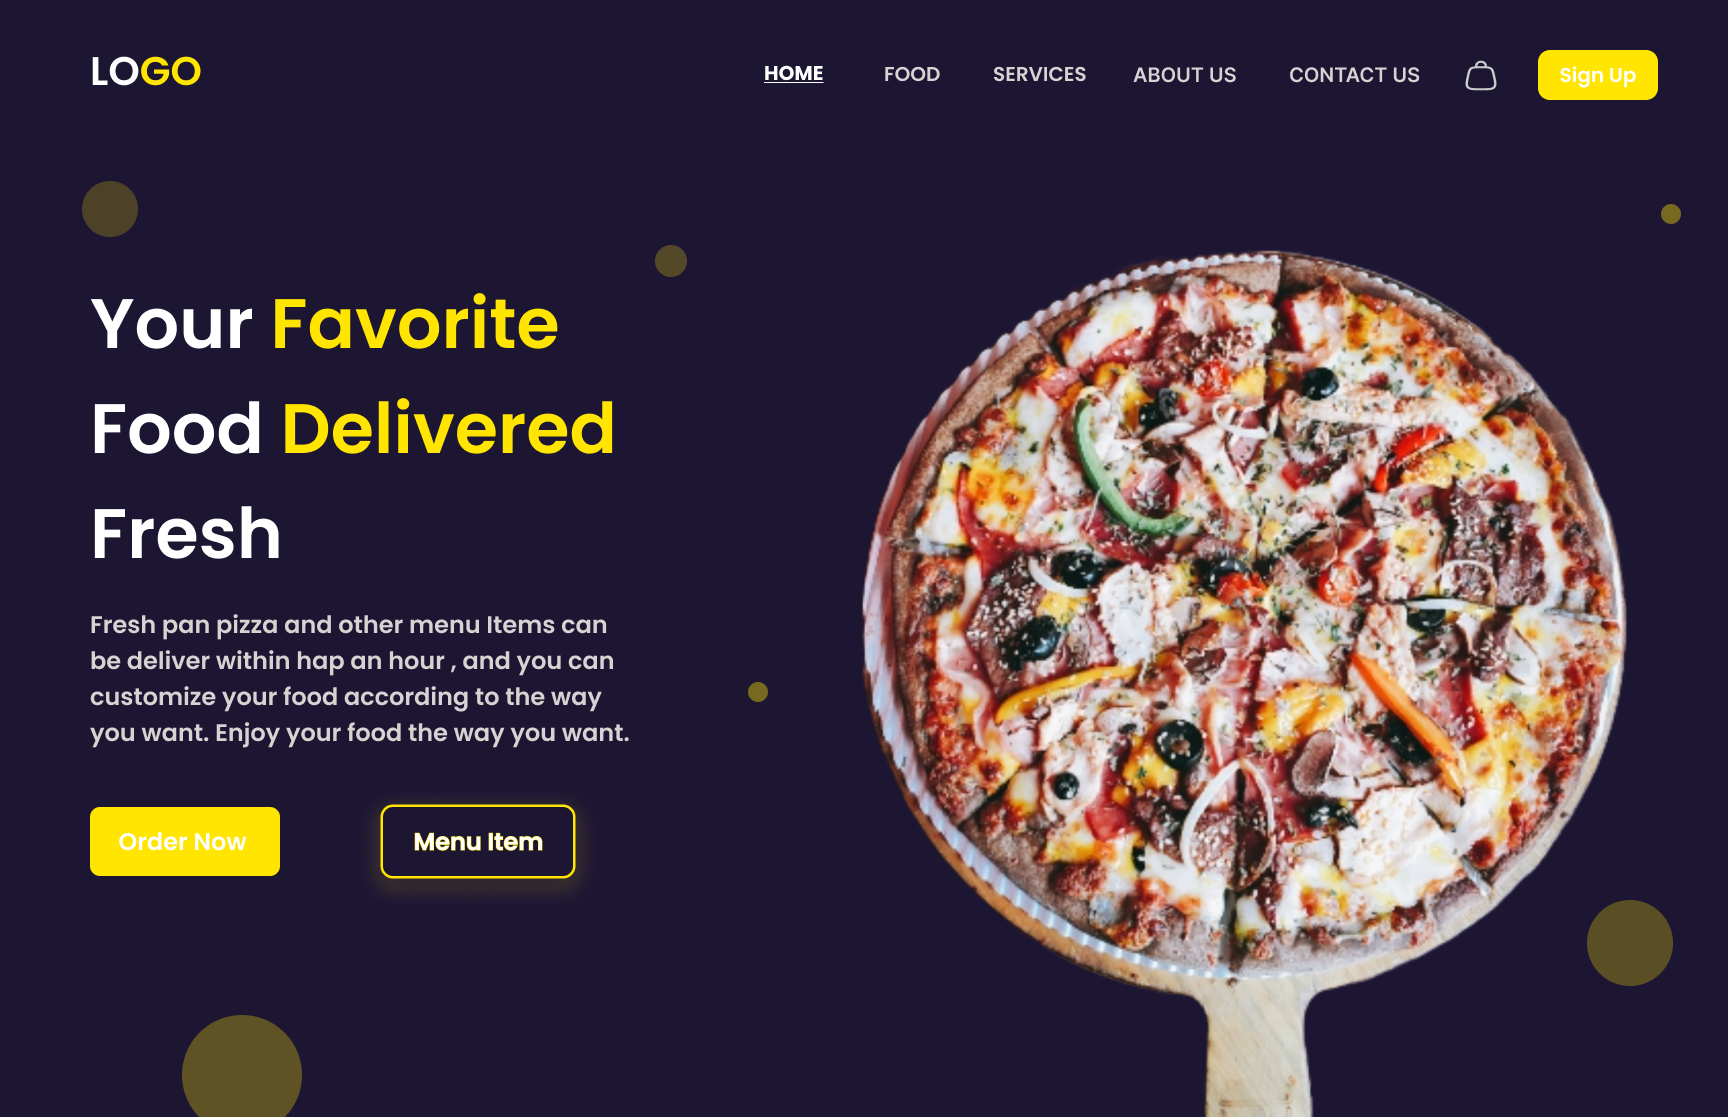 LOGO
HOME FOOD SERVICES ABOUT US CONTACT US Sign Up
Your Favorite
Food Delivered
Fresh
Fresh pan pizza and other menu Items can
be deliver within hap an hour , and you can
customize your food according to the way
you want. Enjoy your food the way you want.
Order Now Menu Item